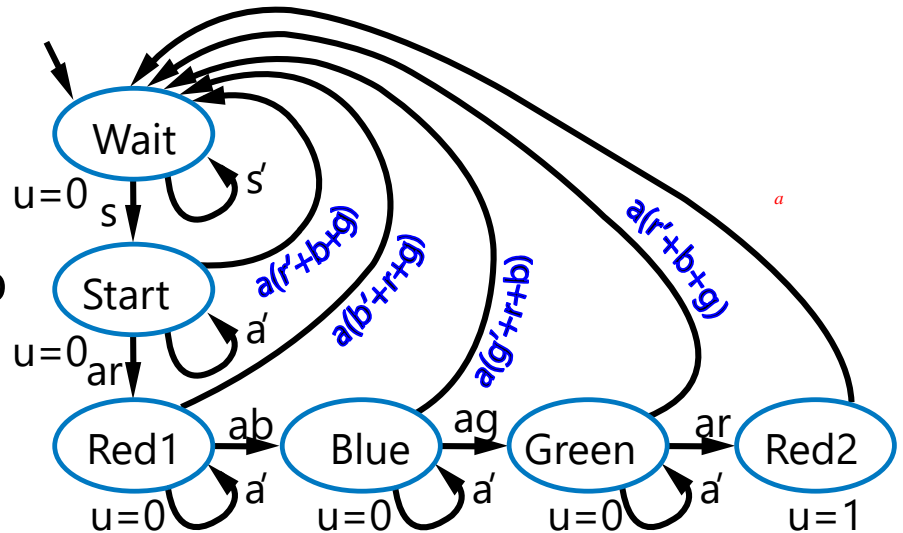 Wait
u=0
s
s′
a
a(r′+b+g)
a(r′+b+g)
a(b′+r+g)
a(g′+r+b)
Start
u=0
a′
ar
Red1
ab
Blue
ag
Green
ar
Red2
a′
a′
a′
u=0
u=0
u=0
u=1